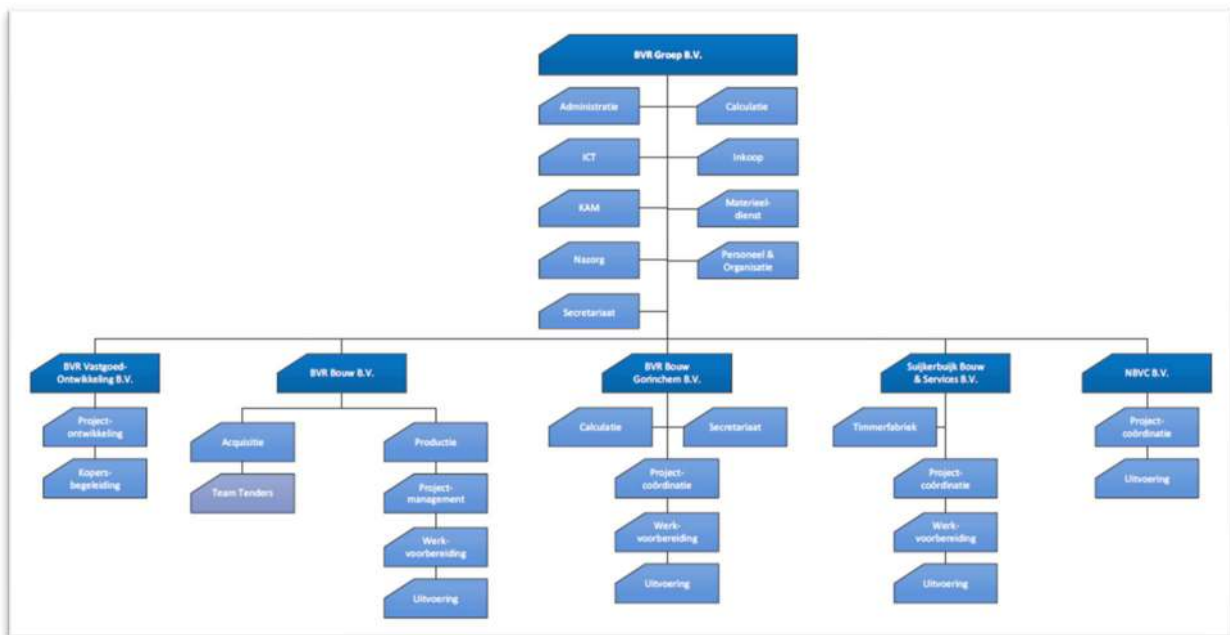 BVR Groep B.V.
Administratie
Calculatie
ICT
Inkoop
KAM
Materieel-
dienst
Nazorg
Personeel &
Organisatie
Secretariaat
BVR Vastgoed-
Ontwikkeling B.V.
BVR Bouw B.V.
BVR Bouw
Gorinchem B.V.
Suijkerbuijk Bouw
& Services B.V.
NBVC B.V.
Project-
ontwikkeling
Kopers-
begeleiding
Acquisitie
Team Tenders
Productie
Project-
management
Werk-
voorbereiding
Uitvoering
Calculatie
Secretariaat
Project-
coördinatie
Werk-
voorbereiding
Uitvoering
Timmerfabriek
Project-
coördinatie
Werk-
voorbereiding
Uitvoering
Project-
coördinatie
Uitvoering